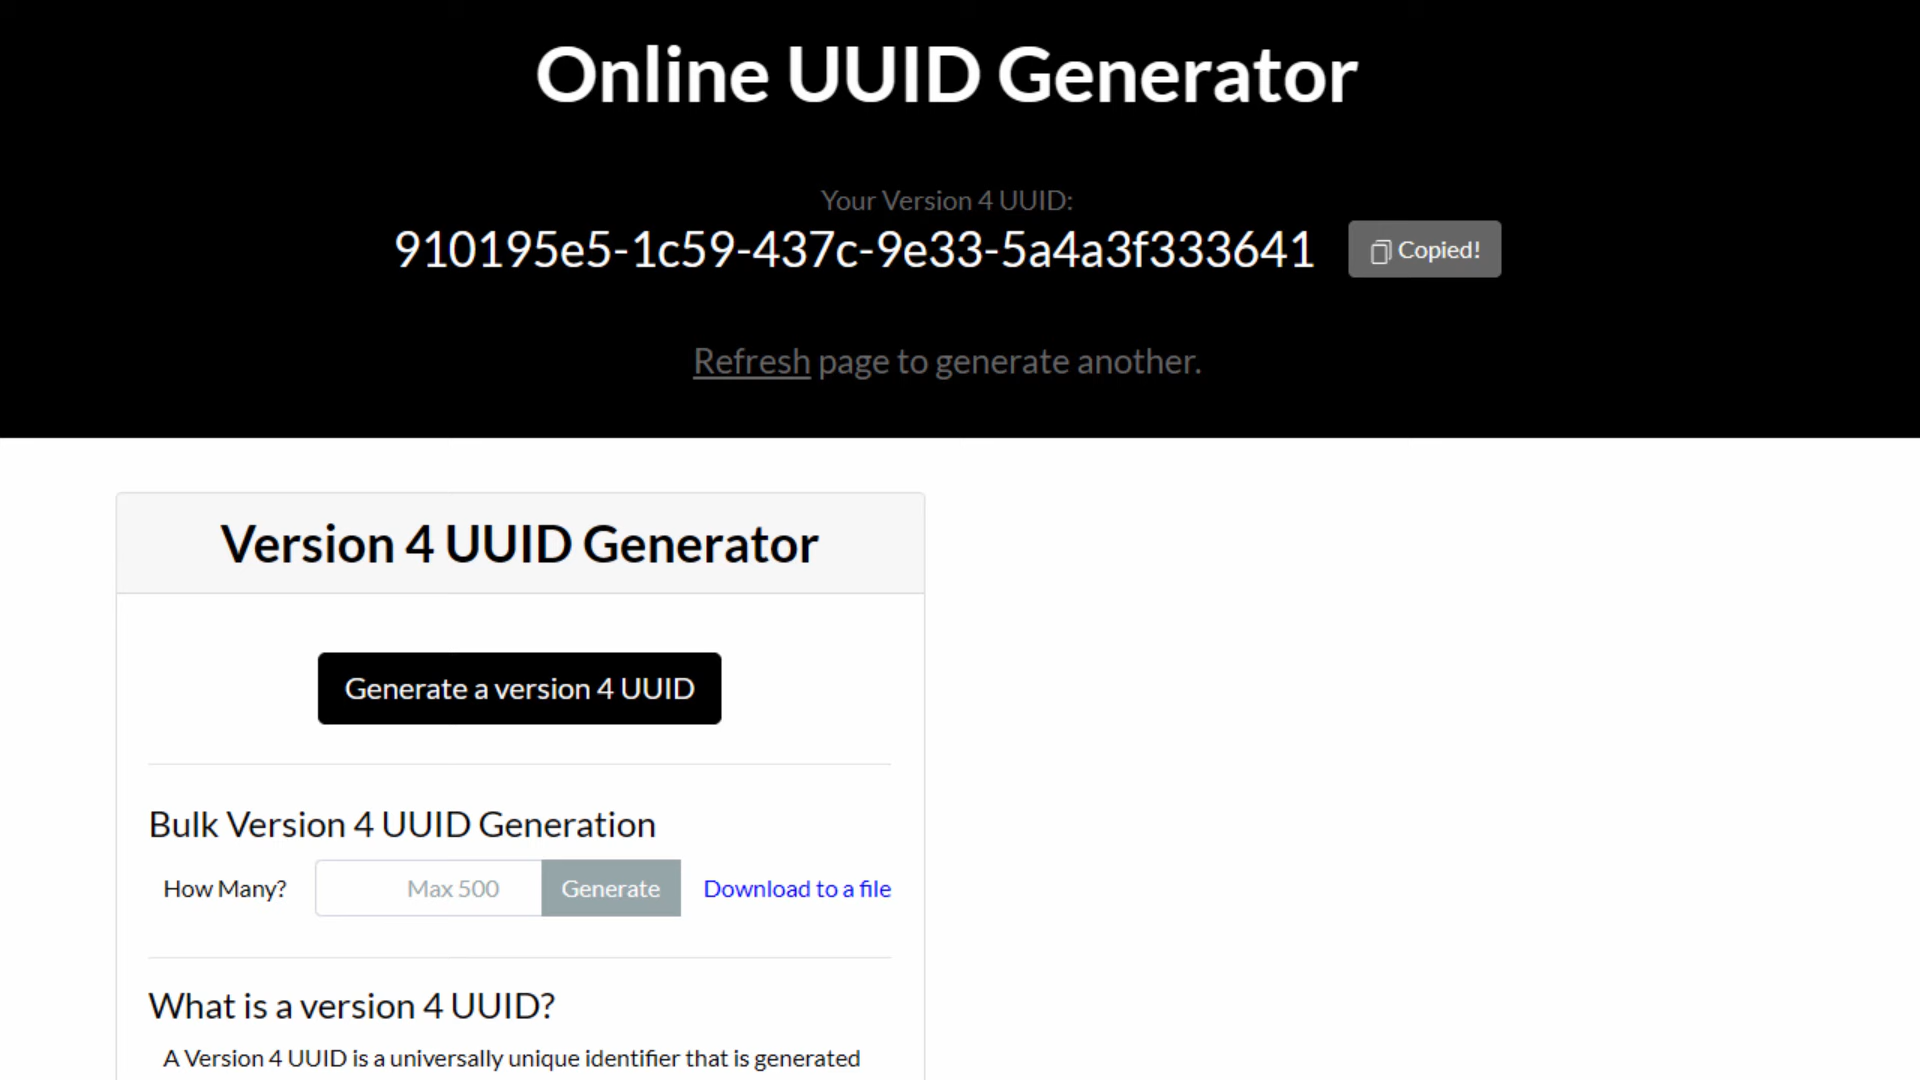 Online UUID Generator
Your Version 4 UUID:
910195e5-1c59-437c-9e33-5a4a3f333641
Copied!
Refresh page to generate another.
Version 4 UUID Generator
Generate a version 4 UUID
Bulk Version 4 UUID Generation
How Many? Max 500 Generate Download to a file
What is a version 4 UUID?
A Version 4 UUID is a universally unique identifier that is generated